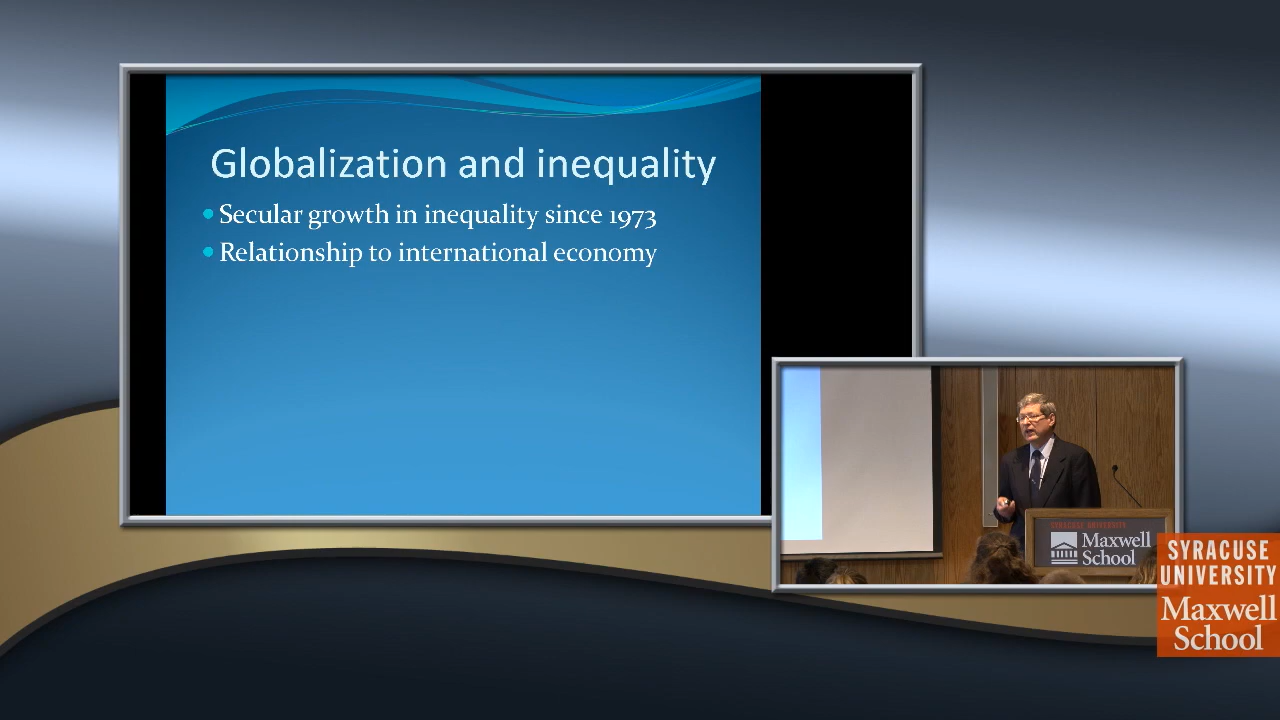 Globalization and inequality
Secular growth in inequality since 1973
Relationship to international economy
SYRACUSE UNIVERSITY
Maxwell
School
SYRACUSE
UNIVERSITY
Maxwell
School